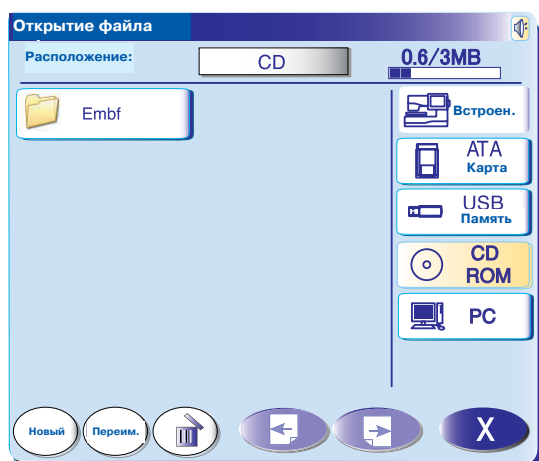 Открытие файла
Расположение:
CD
0.6/3MB
Embf
Встроен.
ATA
Карта
USB
Память
CD
ROM
PC
Новый
Переим.
X